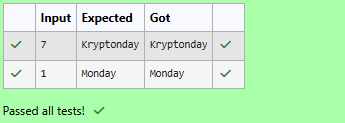 Input Expected Got
7 Kryptonday Kryptonday
1 Monday Monday
Passed all tests!